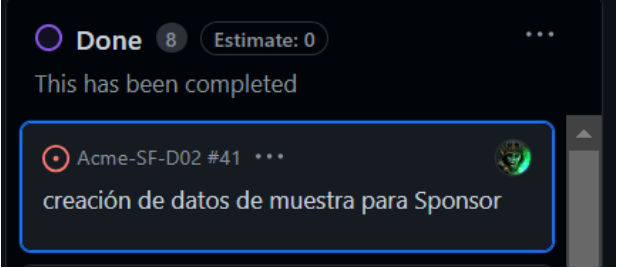 Done 8 Estimate: 0 ...
This has been completed
Acme-SF-D02 #41 ...
creación de datos de muestra para Sponsor